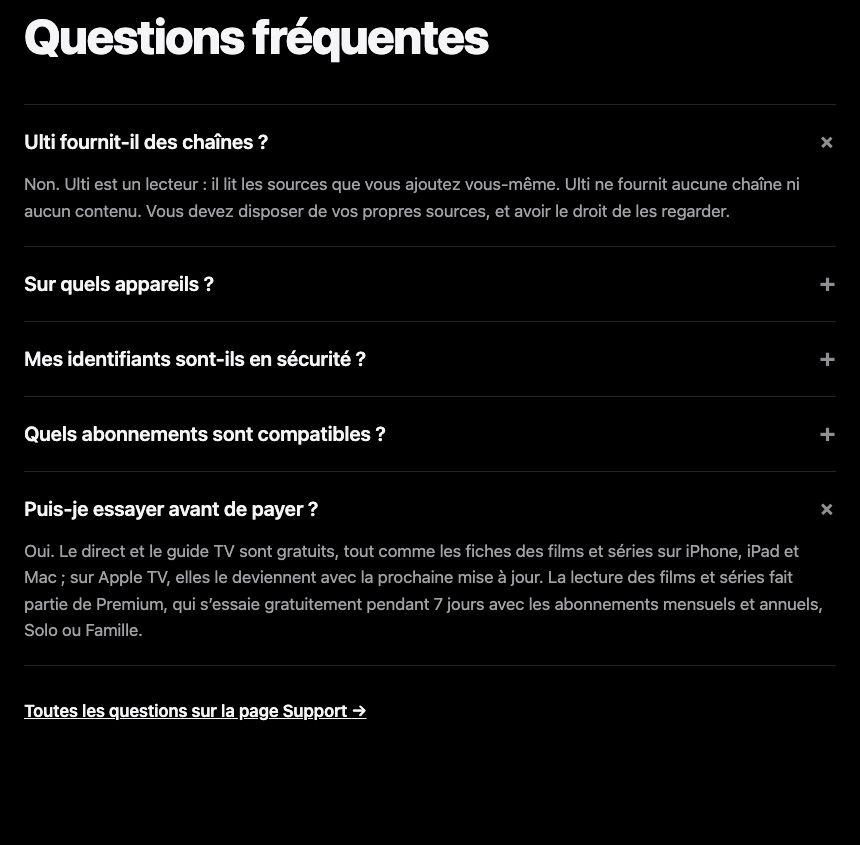 Questions fréquentes
Ulti fournit-il des chaînes ?
Non. Ulti est un lecteur : il lit les sources que vous ajoutez vous-même. Ulti ne fournit aucune chaîne ni
aucun contenu. Vous devez disposer de vos propres sources, et avoir le droit de les regarder.
Sur quels appareils ?
Mes identifiants sont-ils en sécurité ?
Quels abonnements sont compatibles ?
Puis-je essayer avant de payer ?
Oui. Le direct et le guide TV sont gratuits, tout comme les fiches des films et séries sur iPhone, iPad et
Mac ; sur Apple TV, elles le deviennent avec la prochaine mise à jour. La lecture des films et séries fait
partie de Premium, qui s’essaie gratuitement pendant 7 jours avec les abonnements mensuels et annuels,
Solo ou Famille.
Toutes les questions sur la page Support →